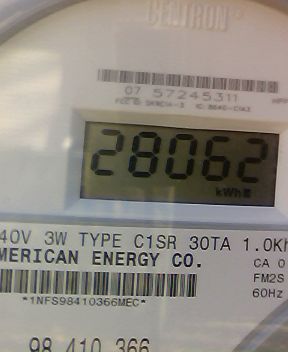 CENTRON®
07 57245311
28062
kWh
40V 3W TYPE C1SR 30TA 1.0Kh
MERICAN ENERGY CO.
CA 0
FM2S
60Hz
*1NFS98410366MEC*
98 410 366